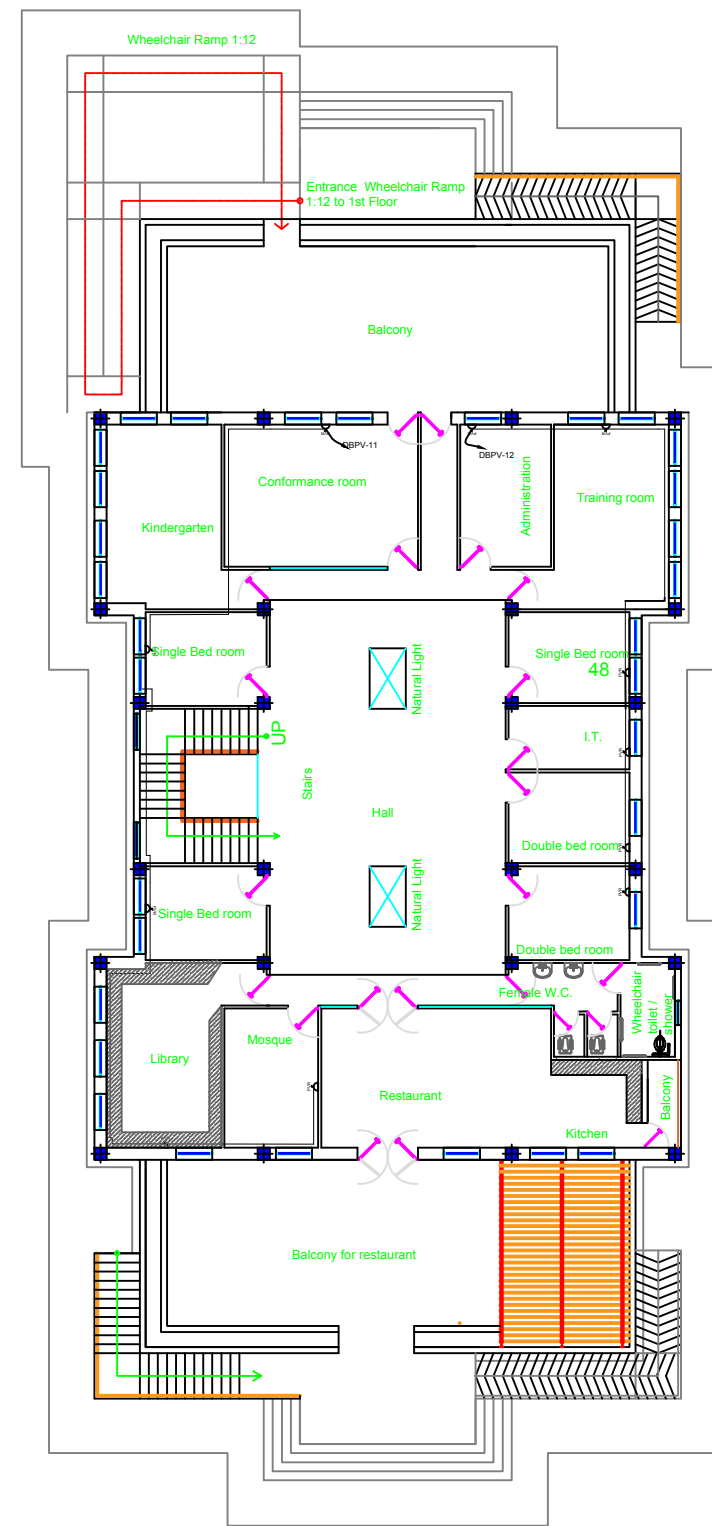 Wheelchair Ramp 1:12
Entrance Wheelchair Ramp
1:12 to 1st Floor
Balcony
DBPV-11
DBPV-12
Conformance room
Administration
Training room
Kindergarten
Single Bed room
Natural Light
Single Bed room
48
UP
I.T.
Stairs
Hall
Double bed room
Natural Light
Single Bed room
Double bed room
Female W.C.
Wheelchair
toilet /
shower
Mosque
Library
Restaurant
Balcony
Kitchen
Balcony for restaurant